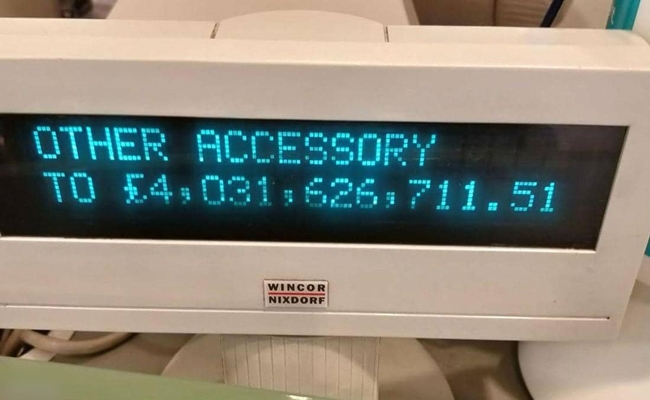 OTHER ACCESSORY
TO £4,031,626,711.51
WINCOR
NIXDORF